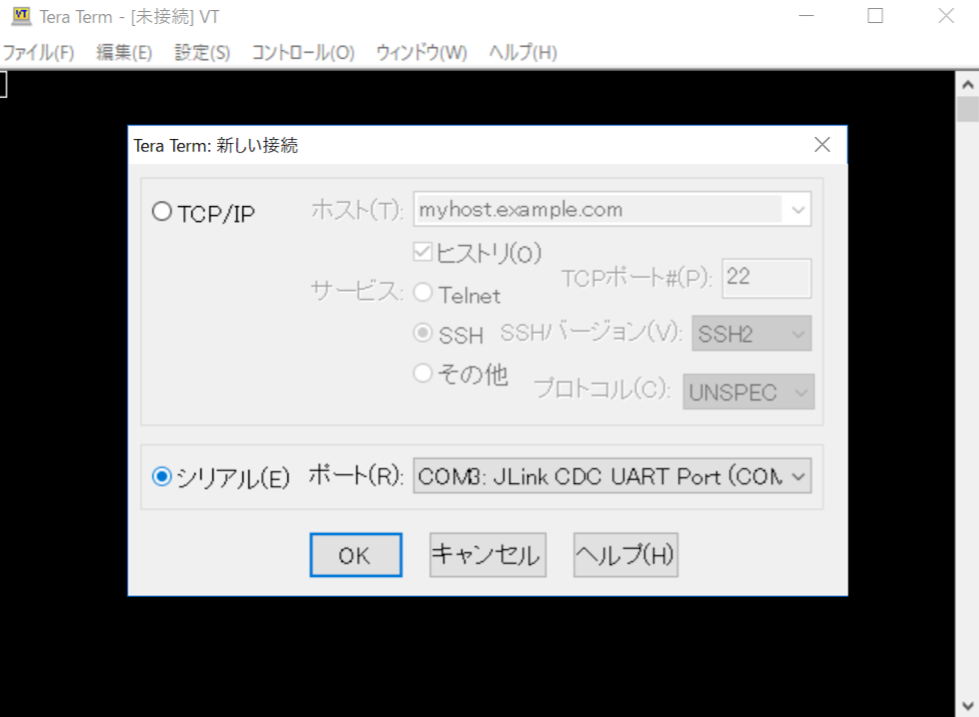 Tera Term - [未接続] VT
ファイル(F) 編集(E) 設定(S) コントロール(O) ウィンドウ(W) ヘルプ(H)
Tera Term: 新しい接続
TCP/IP ホスト(T): myhost.example.com
ヒストリ(O)
サービス: Telnet TCPポート#(P): 22
SSH SSHバージョン(V): SSH2
その他 プロトコル(C): UNSPEC
シリアル(E) ポート(R): COM3: JLink CDC UART Port (COM
OK キャンセル ヘルプ(H)